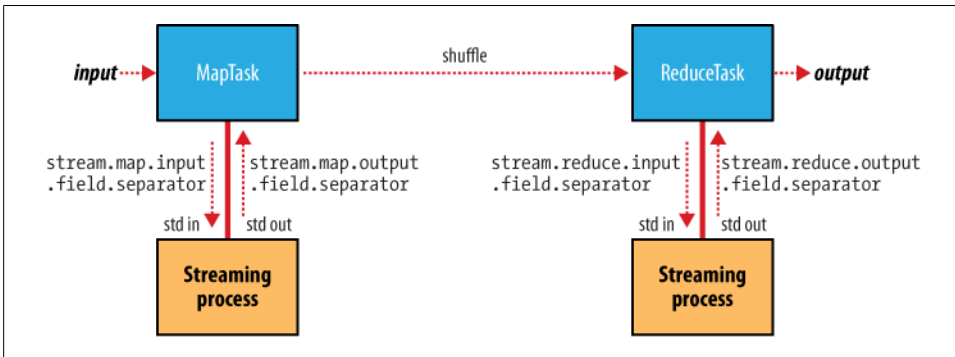 input
MapTask
shuffle
ReduceTask
output
stream.map.input
.field.separator
stream.map.output
.field.separator
stream.reduce.input
.field.separator
stream.reduce.output
.field.separator
std in
std out
std in
std out
Streaming
process
Streaming
process